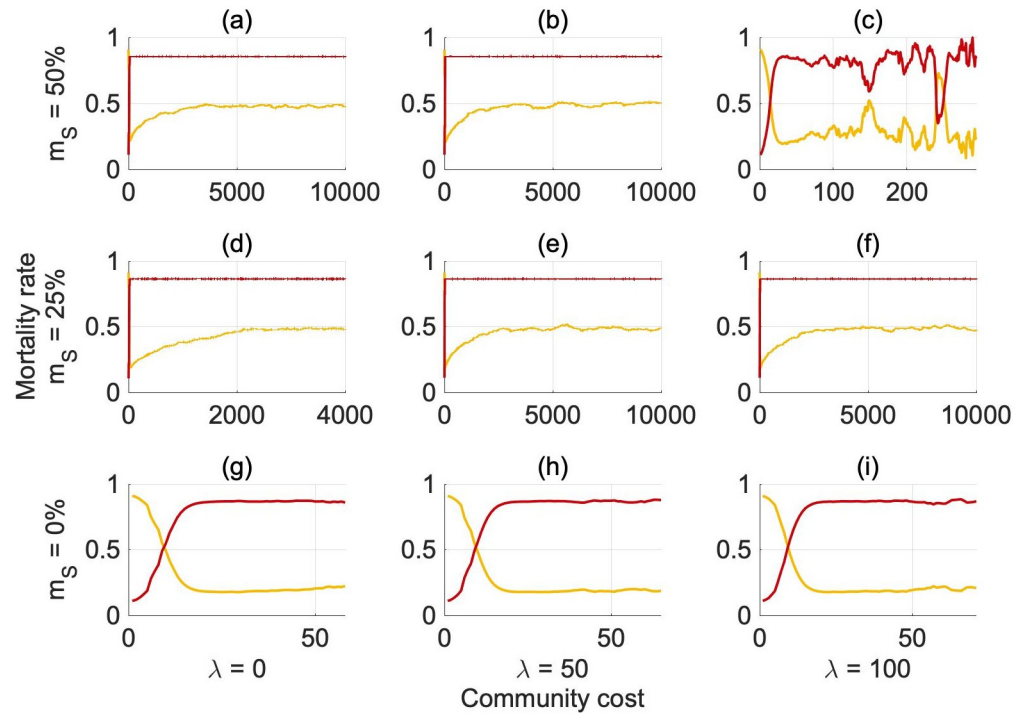 (a) (b) (c)
m_S = 50%
1 1 1
0.5 0.5 0.5
0 0 0
0 5000 10000 0 5000 10000 0 100 200
(d) (e) (f)
Mortality rate
m_S = 25%
1 1 1
0.5 0.5 0.5
0 0 0
0 2000 4000 0 5000 10000 0 5000 10000
(g) (h) (i)
m_S = 0%
1 1 1
0.5 0.5 0.5
0 0 0
0 50 0 50 0 50
λ = 0 λ = 50 λ = 100
Community cost